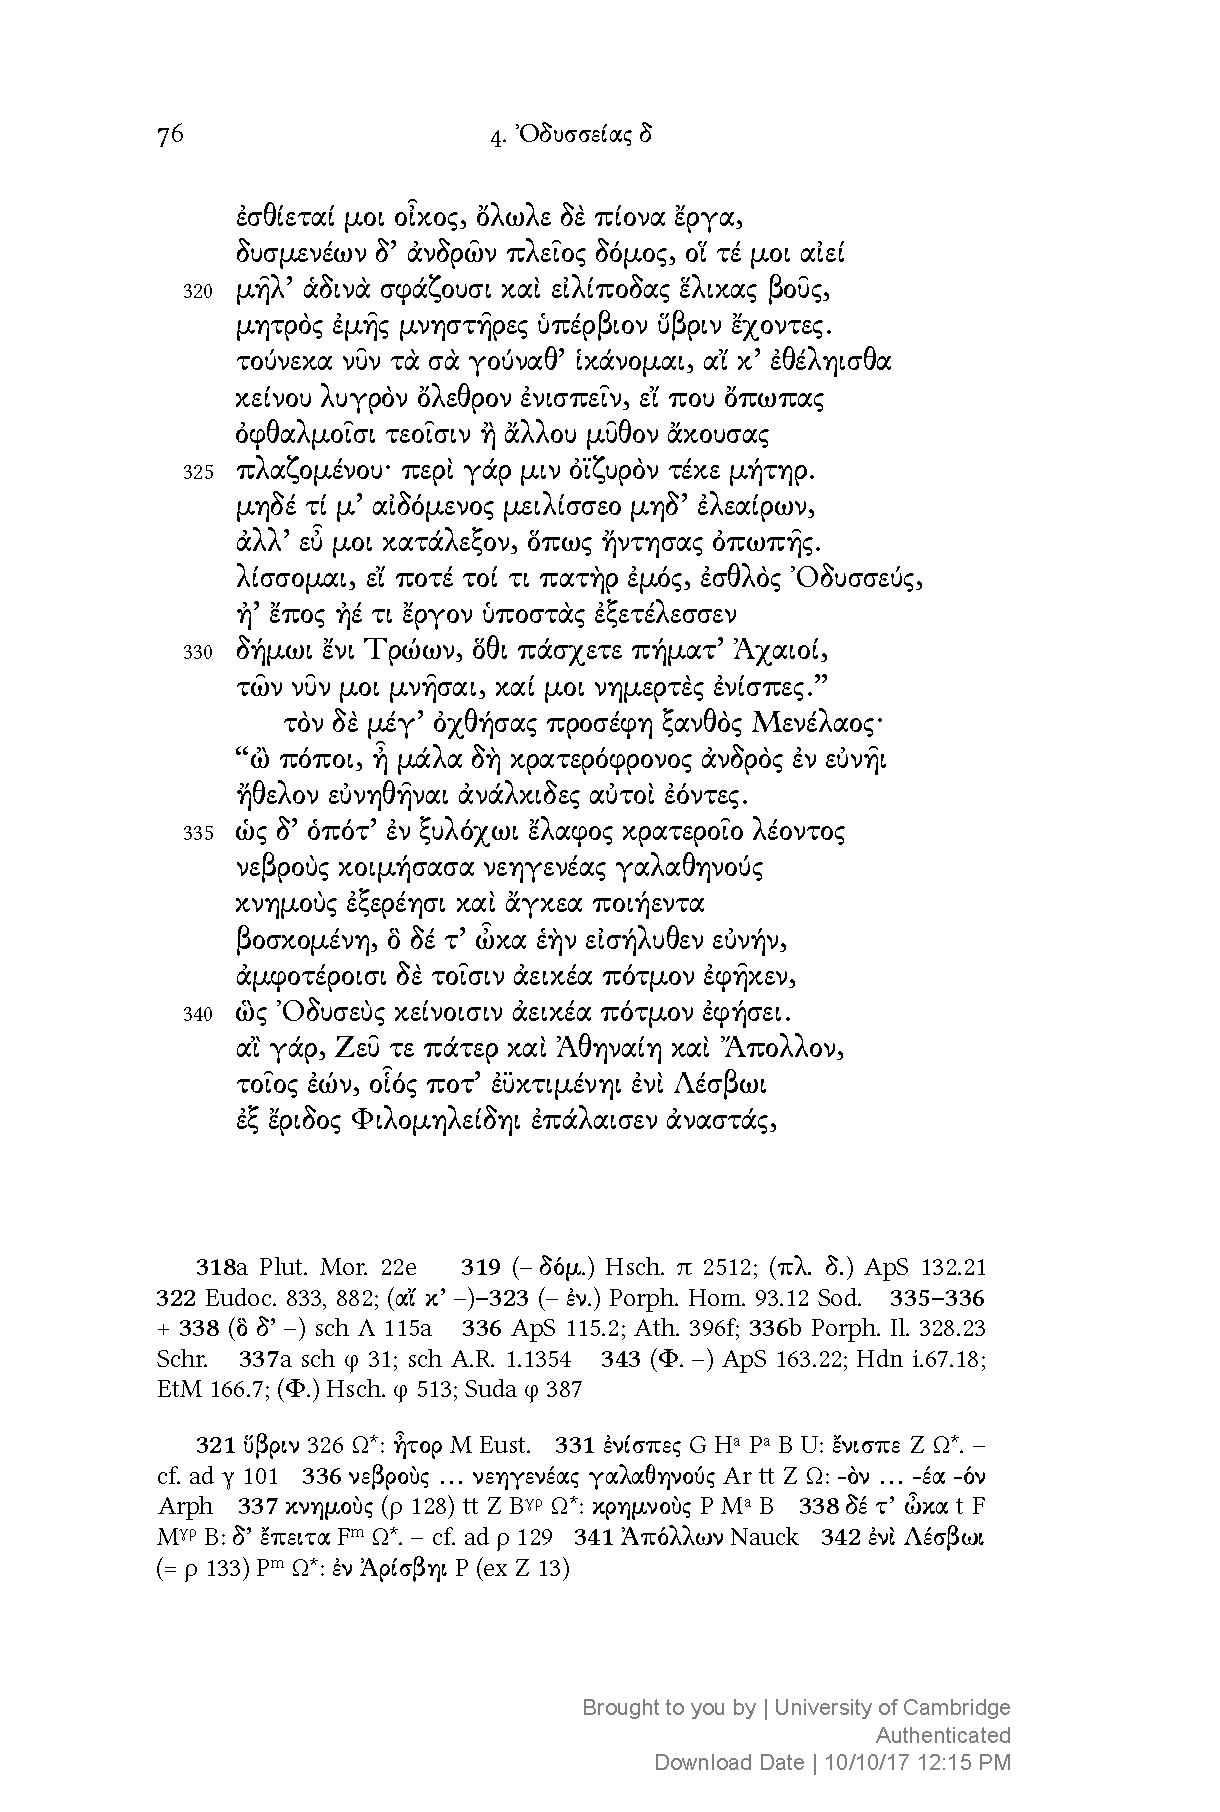 76 4. Ὀδυσσείας δ
ἐσθίεταί μοι οἶκος, ὄλωλε δὲ πίονα ἔργα,
δυσμενέων δ’ ἀνδρῶν πλεῖος δόμος, οἵ τέ μοι αἰεί
320 μῆλ’ ἁδινὰ σφάζουσι καὶ εἰλίποδας ἕλικας βοῦς,
μητρὸς ἐμῆς μνηστῆρες ὑπέρβιον ὕβριν ἔχοντες.
τούνεκα νῦν τὰ σὰ γούναθ’ ἱκάνομαι, αἴ κ’ ἐθέληισθα
κείνου λυγρὸν ὄλεθρον ἐνισπεῖν, εἴ που ὄπωπας
ὀφθαλμοῖσι τεοῖσιν ἢ ἄλλου μῦθον ἄκουσας
325 πλαζομένου· περὶ γάρ μιν ὀϊζυρὸν τέκε μήτηρ.
μηδέ τί μ’ αἰδόμενος μειλίσσεο μηδ’ ἐλεαίρων,
ἀλλ’ εὖ μοι κατάλεξον, ὅπως ἤντησας ὀπωπῆς.
λίσσομαι, εἴ ποτέ τοί τι πατὴρ ἐμός, ἐσθλὸς Ὀδυσσεύς,
ἠ’ ἔπος ἠέ τι ἔργον ὑποστὰς ἐξετέλεσσεν
330 δήμωι ἔνι Τρώων, ὅθι πάσχετε πήματ’ Ἀχαιοί,
τῶν νῦν μοι μνῆσαι, καί μοι νημερτὲς ἐνίσπες.”
τὸν δὲ μέγ’ ὀχθήσας προσέφη ξανθὸς Μενέλαος·
“ὢ πόποι, ἦ μάλα δὴ κρατερόφρονος ἀνδρὸς ἐν εὐνῆι
ἤθελον εὐνηθῆναι ἀνάλκιδες αὐτοὶ ἐόντες.
335 ὡς δ’ ὁπότ’ ἐν ξυλόχωι ἔλαφος κρατεροῖο λέοντος
νεβροὺς κοιμήσασα νεηγενέας γαλαθηνούς
κνημοὺς ἐξερέησι καὶ ἄγκεα ποιήεντα
βοσκομένη, ὃ δέ τ’ ὦκα ἑὴν εἰσήλυθεν εὐνήν,
ἀμφοτέροισι δὲ τοῖσιν ἀεικέα πότμον ἐφῆκεν,
340 ὣς Ὀδυσεὺς κείνοισιν ἀεικέα πότμον ἐφήσει.
αἲ γάρ, Ζεῦ τε πάτερ καὶ Ἀθηναίη καὶ Ἄπολλον,
τοῖος ἐών, οἷός ποτ’ ἐϋκτιμένηι ἐνὶ Λέσβωι
ἐξ ἔριδος Φιλομηλείδηι ἐπάλαισεν ἀναστάς,
318a Plut. Mor. 22e 319 (– δόμ.) Hsch. π 2512; (πλ. δ.) ApS 132.21
322 Eudoc. 833, 882; (αἴ κ’ –)–323 (– ἐν.) Porph. Hom. 93.12 Sod. 335–336
+ 338 (ὃ δ’ –) sch Λ 115a 336 ApS 115.2; Ath. 396f; 336b Porph. Il. 328.23
Schr. 337a sch φ 31; sch A.R. 1.1354 343 (Φ. –) ApS 163.22; Hdn i.67.18;
EtM 166.7; (Φ.) Hsch. φ 513; Suda φ 387
321 ὕβριν 326 Ω*: ἦτορ M Eust. 331 ἐνίσπες G Hᵃ Pᵃ B U: ἔνισπε Z Ω*. –
cf. ad γ 101 336 νεβροὺς … νεηγενέας γαλαθηνούς Ar tt Z Ω: -ὸν … -έα -όν
Arph 337 κνημοὺς (ρ 128) tt Z Bγρ Ω*: κρημνοὺς P Mᵃ B 338 δέ τ’ ὦκα t F
Mγρ B: δ’ ἔπειτα Fᵐ Ω*. – cf. ad ρ 129 341 Ἀπόλλων Nauck 342 ἐνὶ Λέσβωι
(= ρ 133) Pᵐ Ω*: ἐν Ἀρίσβηι P (ex Z 13)
Brought to you by | University of Cambridge
Authenticated
Download Date | 10/10/17 12:15 PM